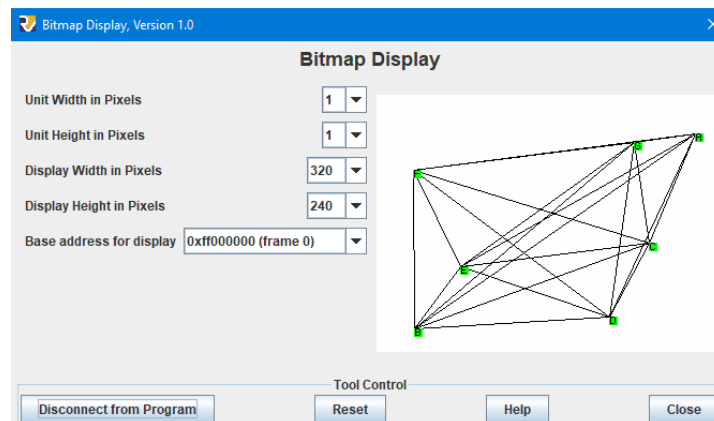 Bitmap Display, Version 1.0
Bitmap Display
Unit Width in Pixels 1
Unit Height in Pixels 1
Display Width in Pixels 320
Display Height in Pixels 240
Base address for display 0xff000000 (frame 0)
A
G
F
C
E
D
B
Tool Control
Disconnect from Program Reset Help Close